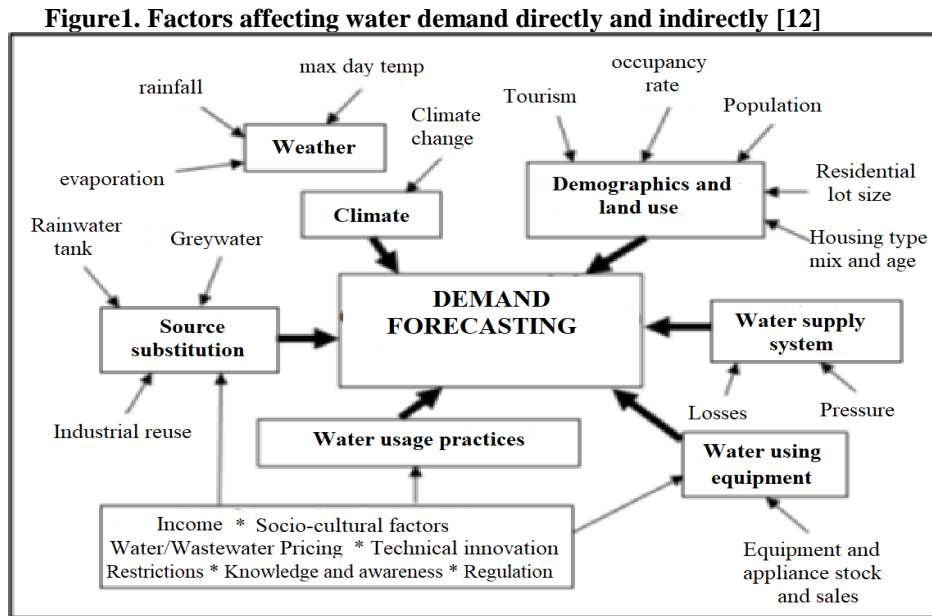 Figure1. Factors affecting water demand directly and indirectly [12]
max day temp
rainfall
Weather
evaporation
Climate
change
Climate
occupancy
rate
Tourism
Population
Demographics and
land use
Residential
lot size
Housing type
mix and age
Rainwater
tank
Greywater
Source
substitution
Industrial reuse
DEMAND
FORECASTING
Water supply
system
Losses
Pressure
Water usage practices
Water using
equipment
Income * Socio-cultural factors
Water/Wastewater Pricing * Technical innovation
Restrictions * Knowledge and awareness * Regulation
Equipment and
appliance stock
and sales